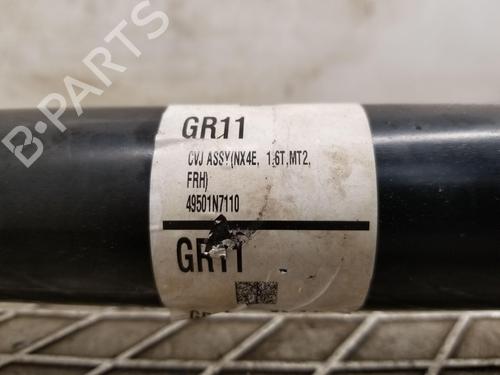 B-PARTS
GR11
CVJ ASSY(NX4E, 1.6T,MT2,
FRH)
49501N7110
GR11